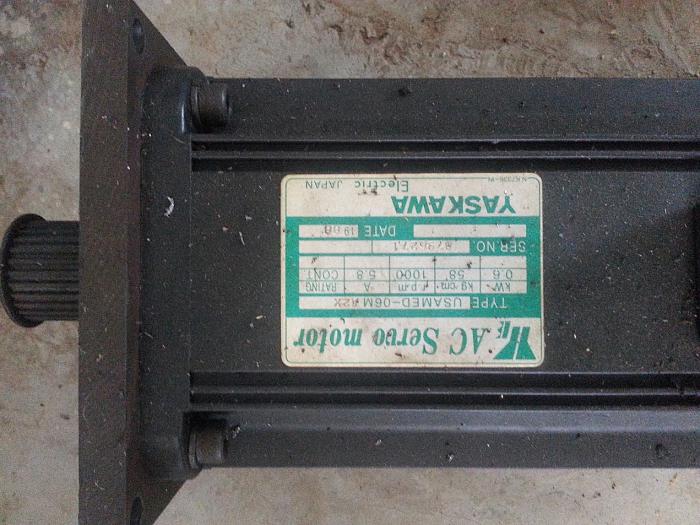 AC Servo motor
TYPE USAMED-06M
kW kg·cm r.p.m A RATING
0.6 58 1000 5.8 CONT
SER.NO.
DATE
YASKAWA
Electric JAPAN